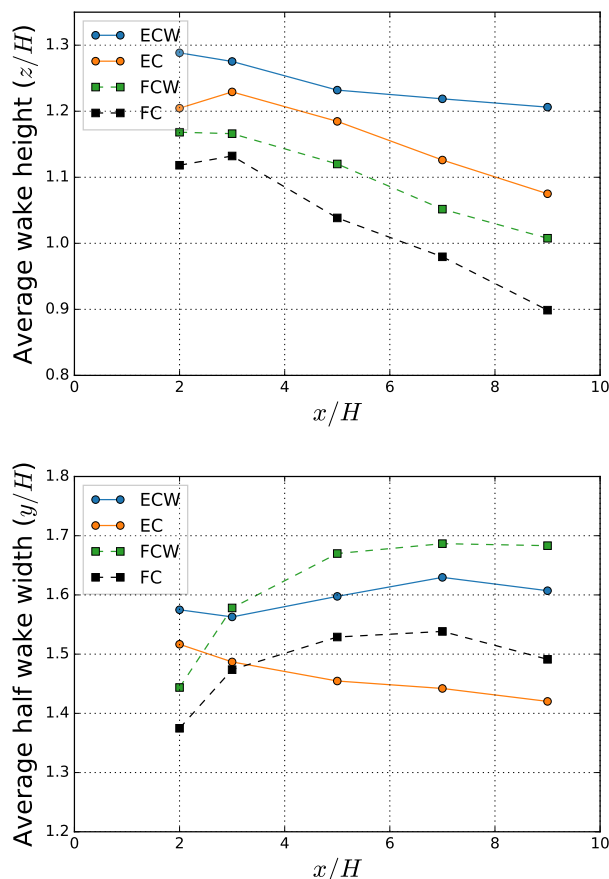 Average wake height (z/H)
1.3
1.2
1.1
1.0
0.9
0.8
ECW
EC
FCW
FC
0 2 4 6 8 10
x/H
Average half wake width (y/H)
1.8
1.7
1.6
1.5
1.4
1.3
1.2
ECW
EC
FCW
FC
0 2 4 6 8 10
x/H